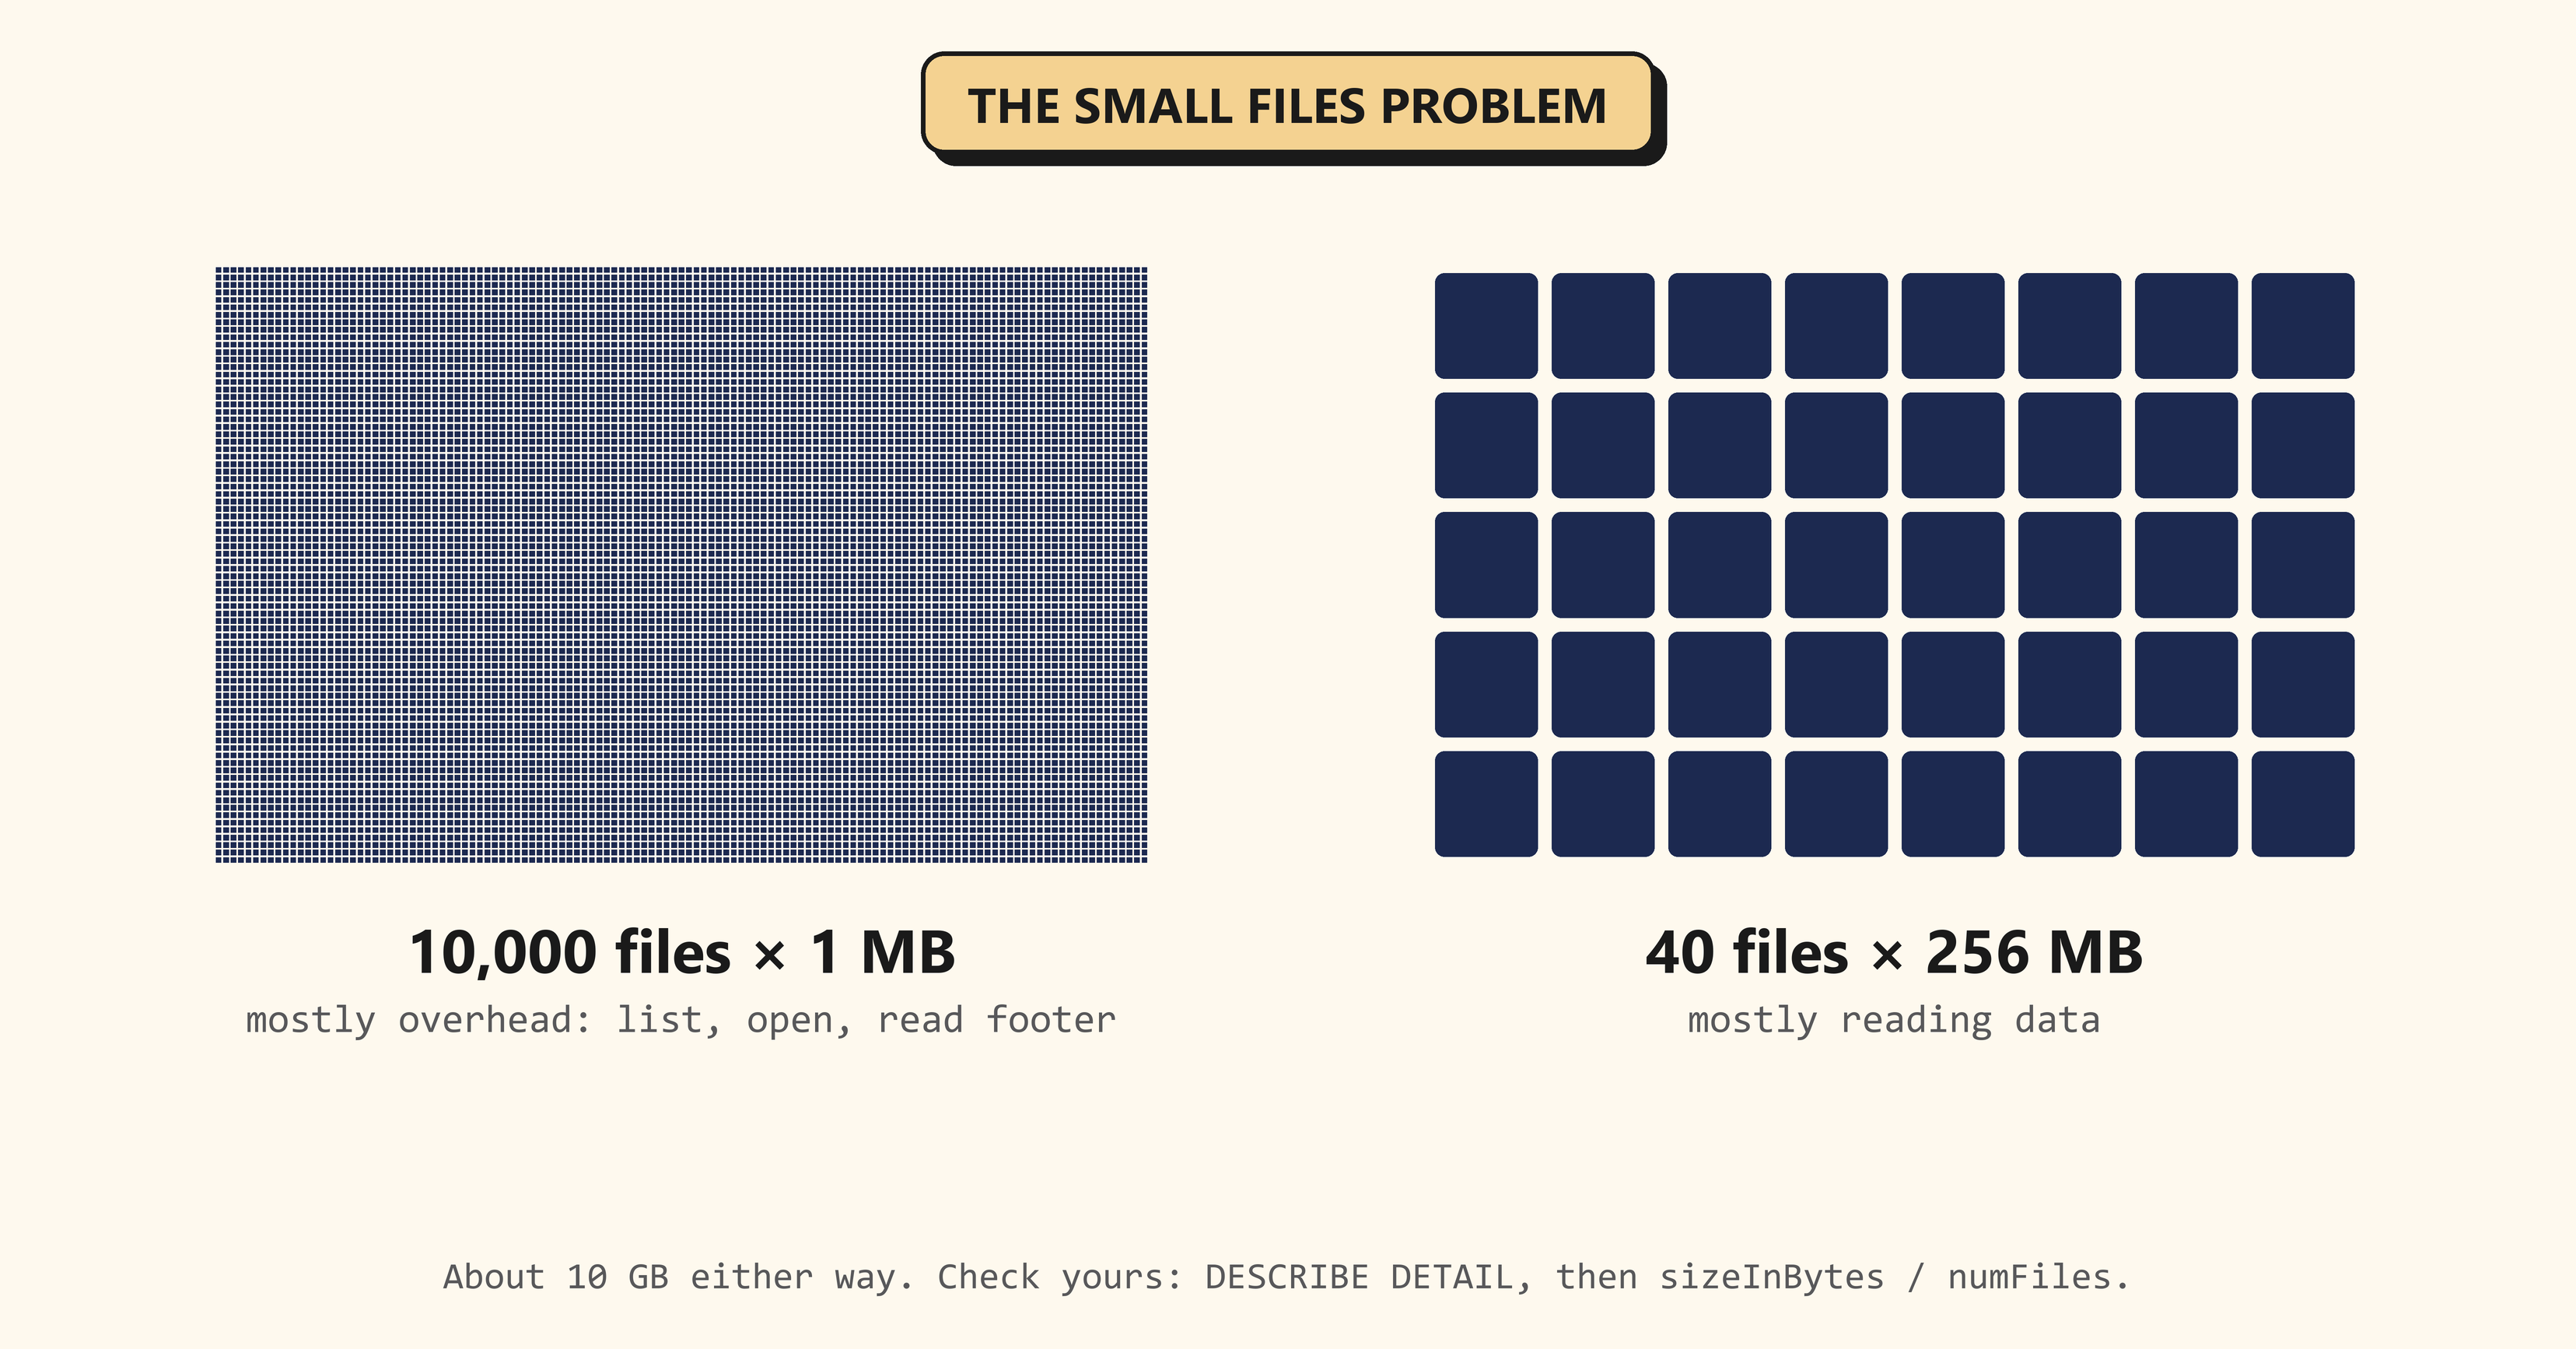 THE SMALL FILES PROBLEM
10,000 files × 1 MB
mostly overhead: list, open, read footer
40 files × 256 MB
mostly reading data
About 10 GB either way. Check yours: DESCRIBE DETAIL, then sizeInBytes / numFiles.